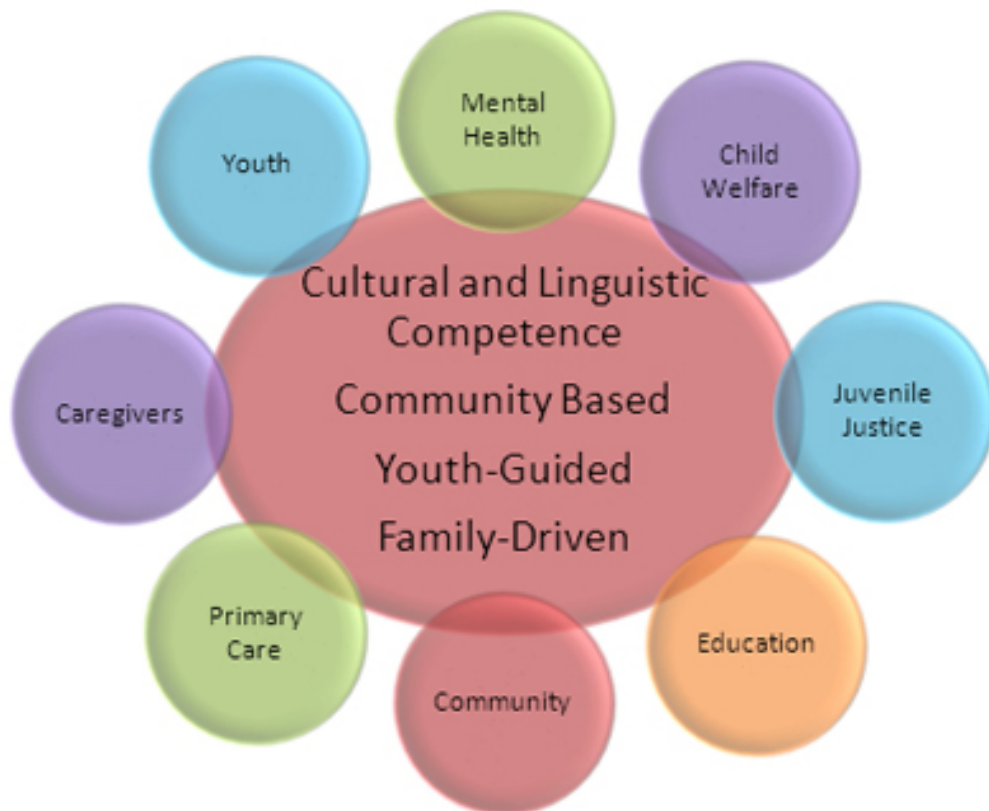 Mental
Health
Youth
Child
Welfare
Cultural and Linguistic
Competence
Community Based
Youth-Guided
Family-Driven
Caregivers
Juvenile
Justice
Primary
Care
Education
Community